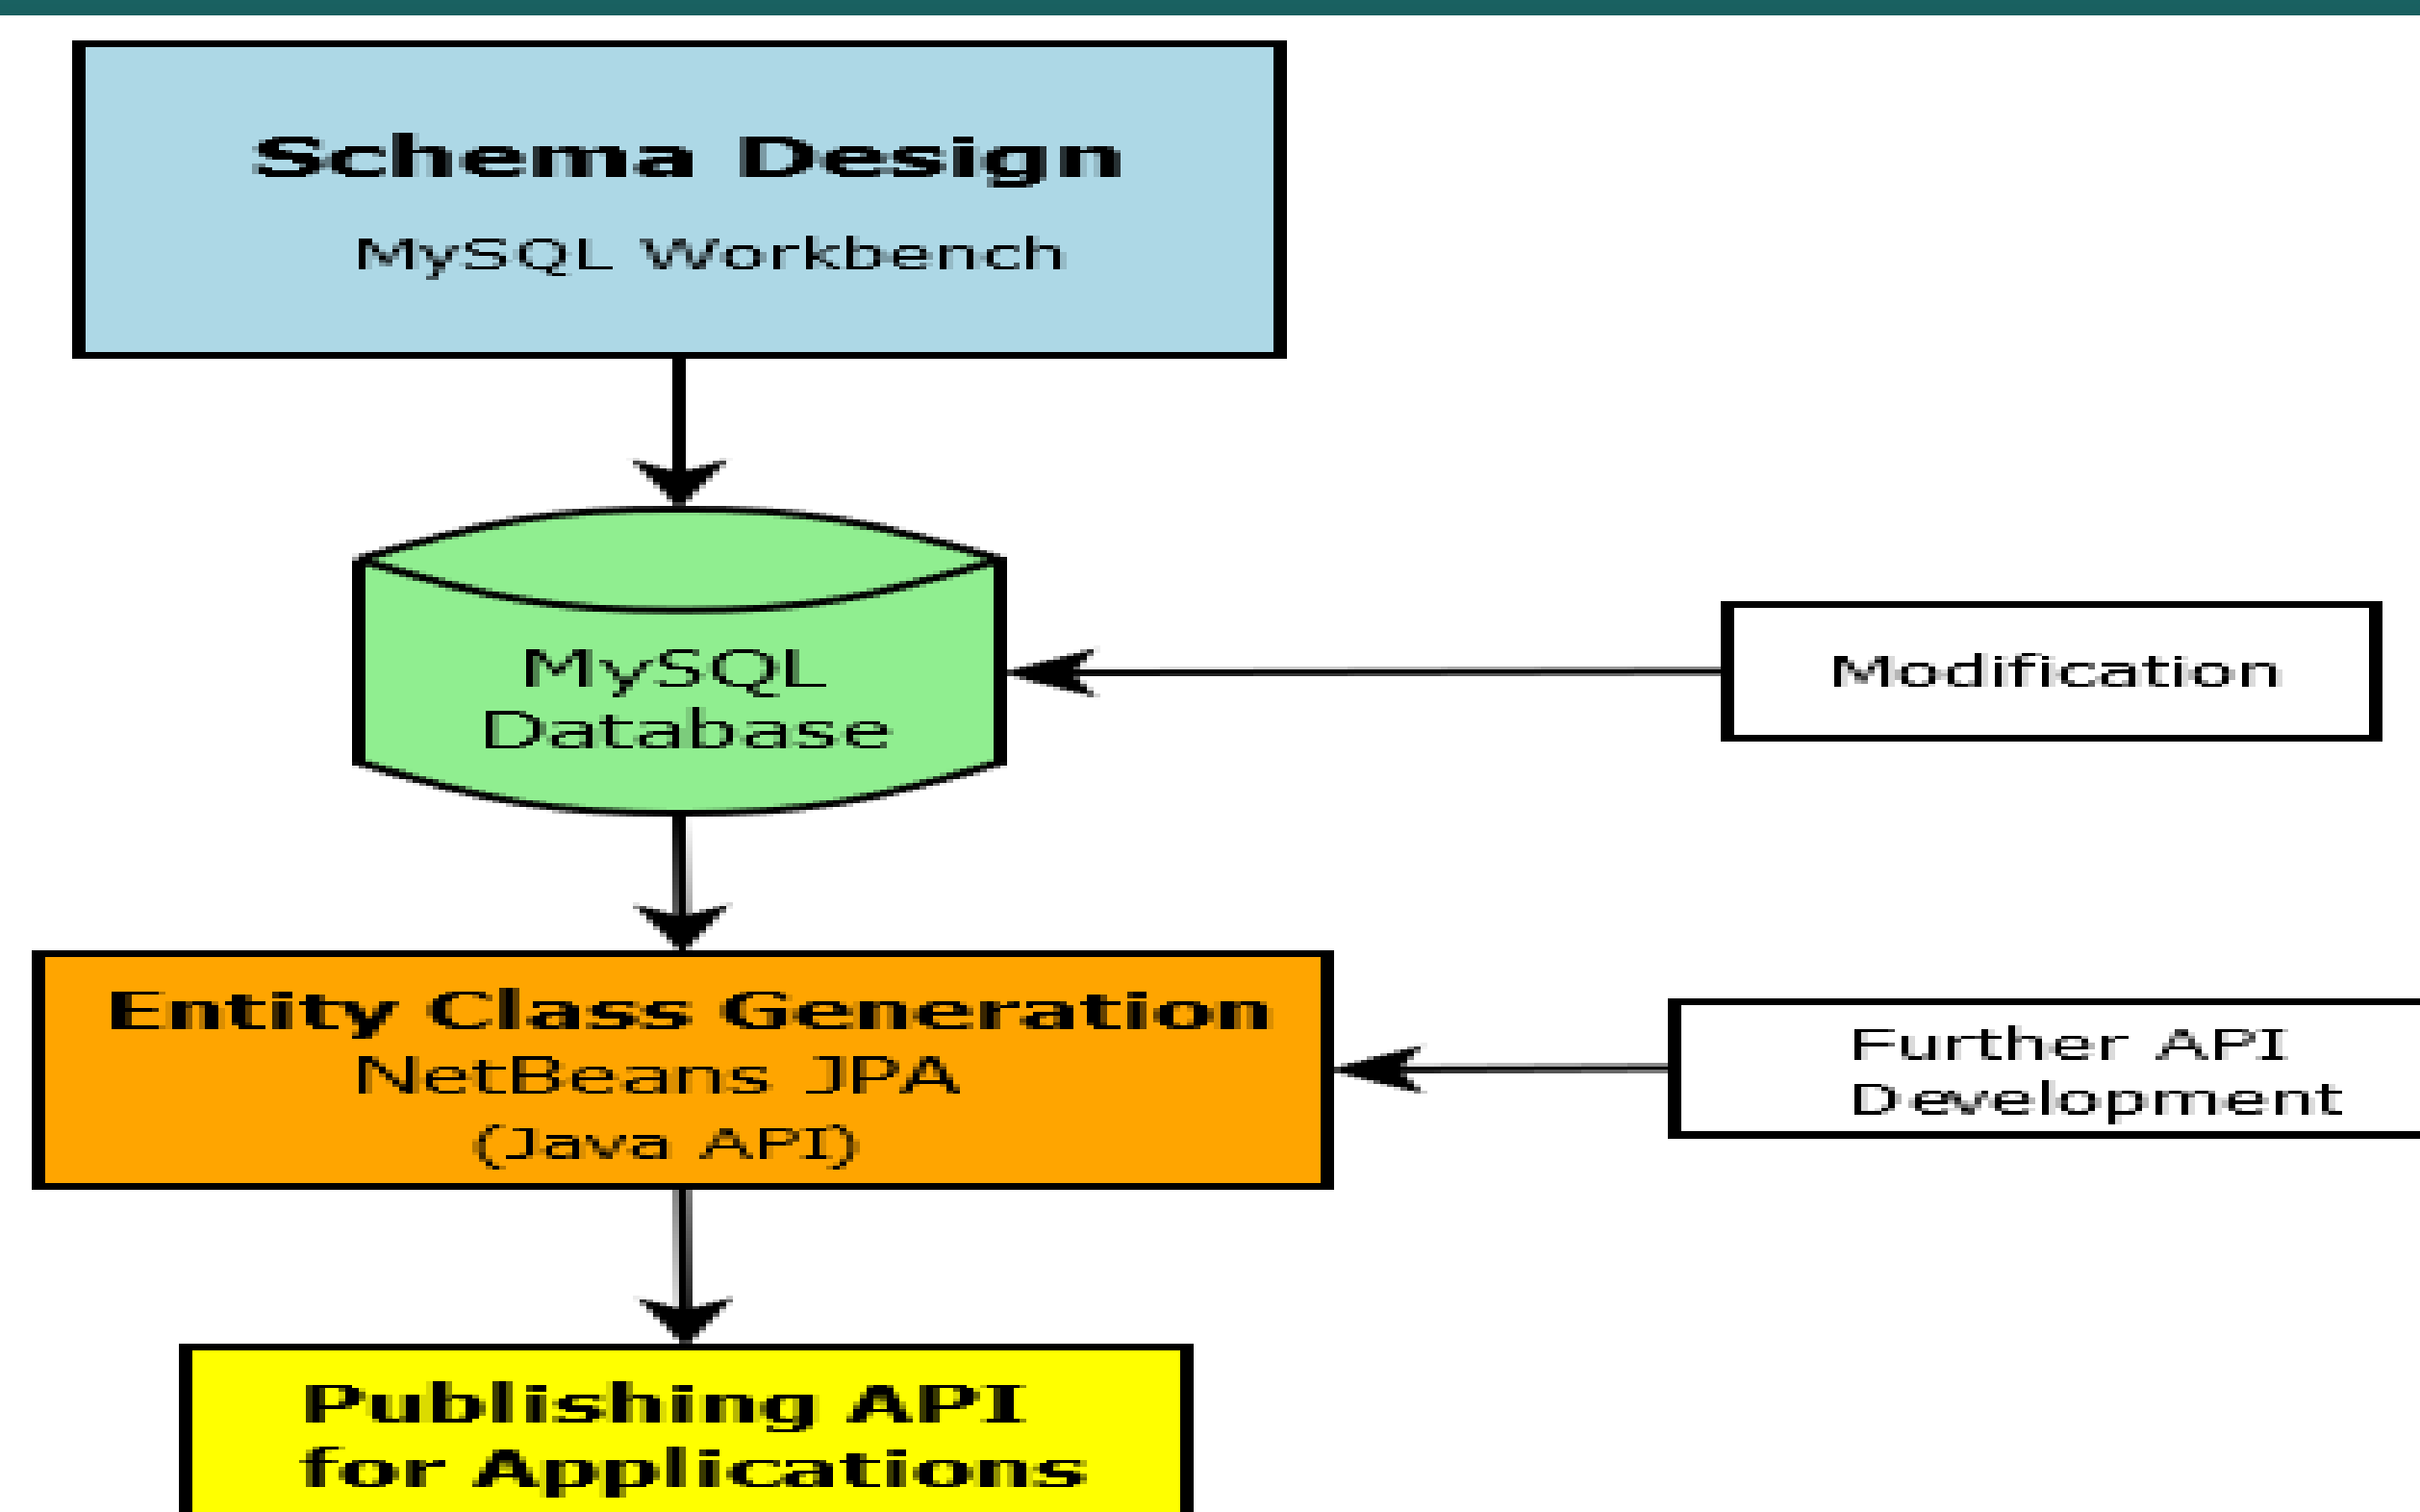 Schema Design
MySQL Workbench
MySQL
Database
Modification
Entity Class Generation
NetBeans JPA
(Java API)
Further API
Development
Publishing API
for Applications